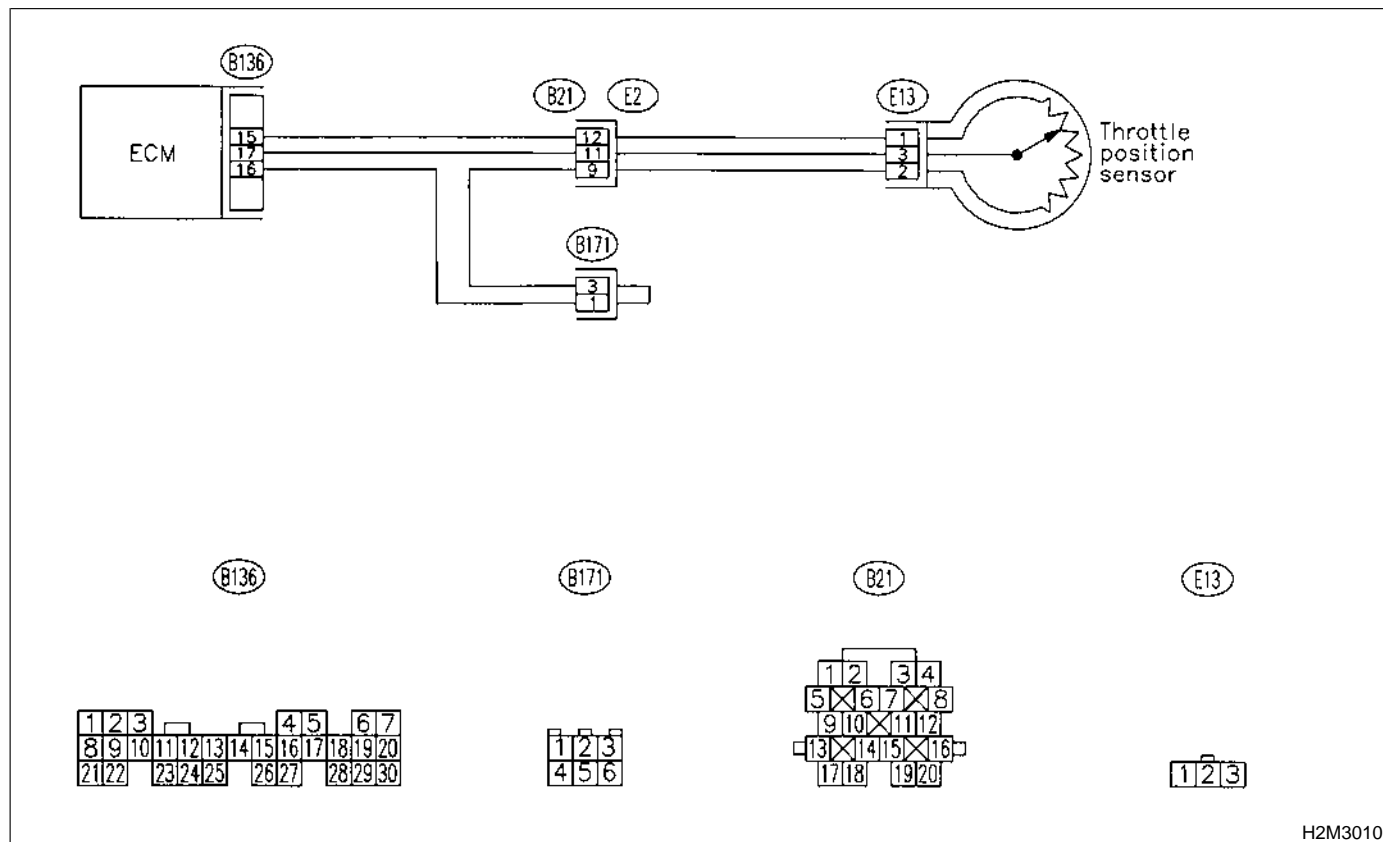 B136
B21 E2
E13
ECM
15
17
16
12
11
9
1
3
2
Throttle
position
sensor
B171
3
1
B136
B171
B21
E13
1 2 3 4 5 6 7
8 9 10 11 12 13 14 15 16 17 18 19 20
21 22 23 24 25 26 27 28 29 30
1 2 3
4 5 6
1 2 3 4
5 6 7 8
9 10 11 12
13 14 15 16
17 18 19 20
1 2 3
H2M3010